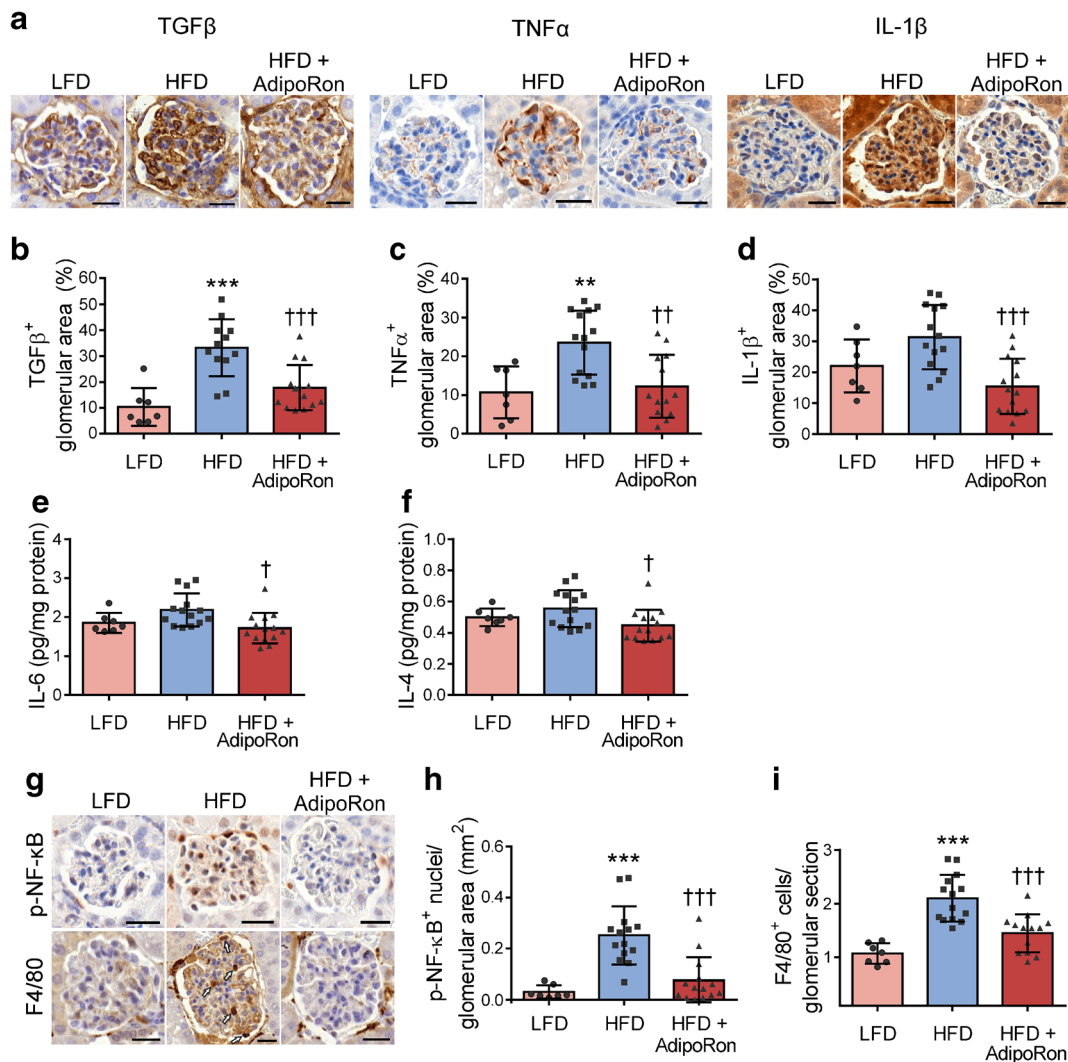 a
TGFβ
TNFα
IL-1β
LFD
HFD
HFD +
AdipoRon
LFD
HFD
HFD +
AdipoRon
LFD
HFD
HFD +
AdipoRon
b
TGFβ+
glomerular area (%)
60
50
40
30
20
10
0
***
†††
LFD
HFD
HFD +
AdipoRon
c
TNFα+
glomerular area (%)
40
30
20
10
0
**
††
LFD
HFD
HFD +
AdipoRon
d
IL-1β+
glomerular area (%)
50
40
30
20
10
0
†††
LFD
HFD
HFD +
AdipoRon
e
IL-6 (pg/mg protein)
4
3
2
1
0
†
LFD
HFD
HFD +
AdipoRon
f
IL-4 (pg/mg protein)
1.0
0.8
0.6
0.4
0.2
0.0
†
LFD
HFD
HFD +
AdipoRon
g
LFD
HFD
HFD +
AdipoRon
p-NF-κB
F4/80
h
p-NF-κB+ nuclei/
glomerular area (mm2)
0.6
0.4
0.2
0.0
***
†††
LFD
HFD
HFD +
AdipoRon
i
F4/80+ cells/
glomerular section
3
2
1
***
†††
LFD
HFD
HFD +
AdipoRon